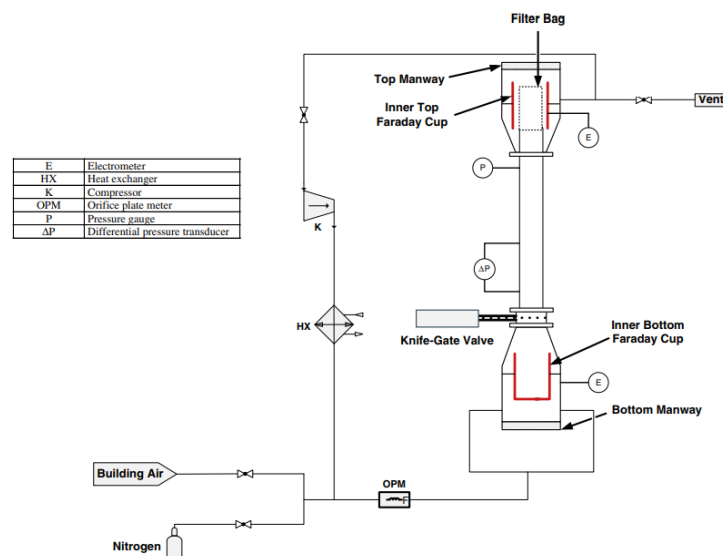 Filter Bag
Top Manway
Inner Top
Faraday Cup
Vent
E
P
E Electrometer
HX Heat exchanger
K Compressor
OPM Orifice plate meter
P Pressure gauge
ΔP Differential pressure transducer
K
ΔP
HX
Knife-Gate Valve
Inner Bottom
Faraday Cup
E
Bottom Manway
Building Air
OPM
F
Nitrogen